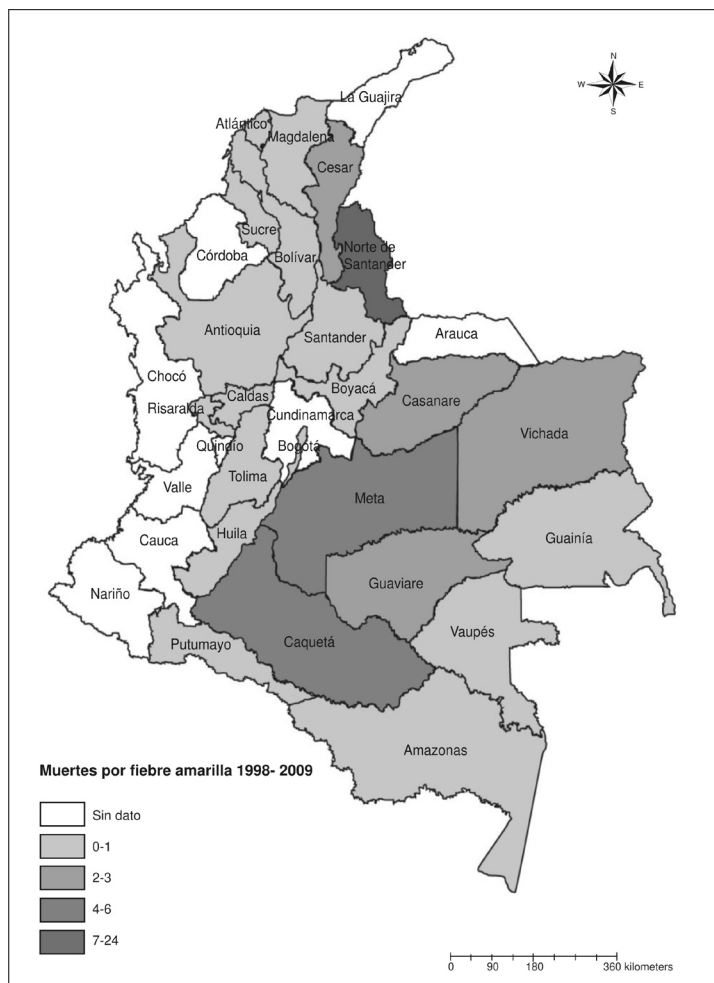 N
W E
S
La Guajira
Atlántico
Magdalena
Cesar
Sucre
Córdoba
Bolívar
Norte de
Santander
Antioquia
Santander
Arauca
Chocó
Boyacá
Caldas
Casanare
Risaralda
Cundinamarca
Vichada
Quindío
Bogotá
Tolima
Valle
Meta
Huila
Guainía
Cauca
Guaviare
Nariño
Vaupés
Putumayo
Caquetá
Amazonas
Muertes por fiebre amarilla 1998- 2009
Sin dato
0-1
2-3
4-6
7-24
0 90 180 360 kilometers